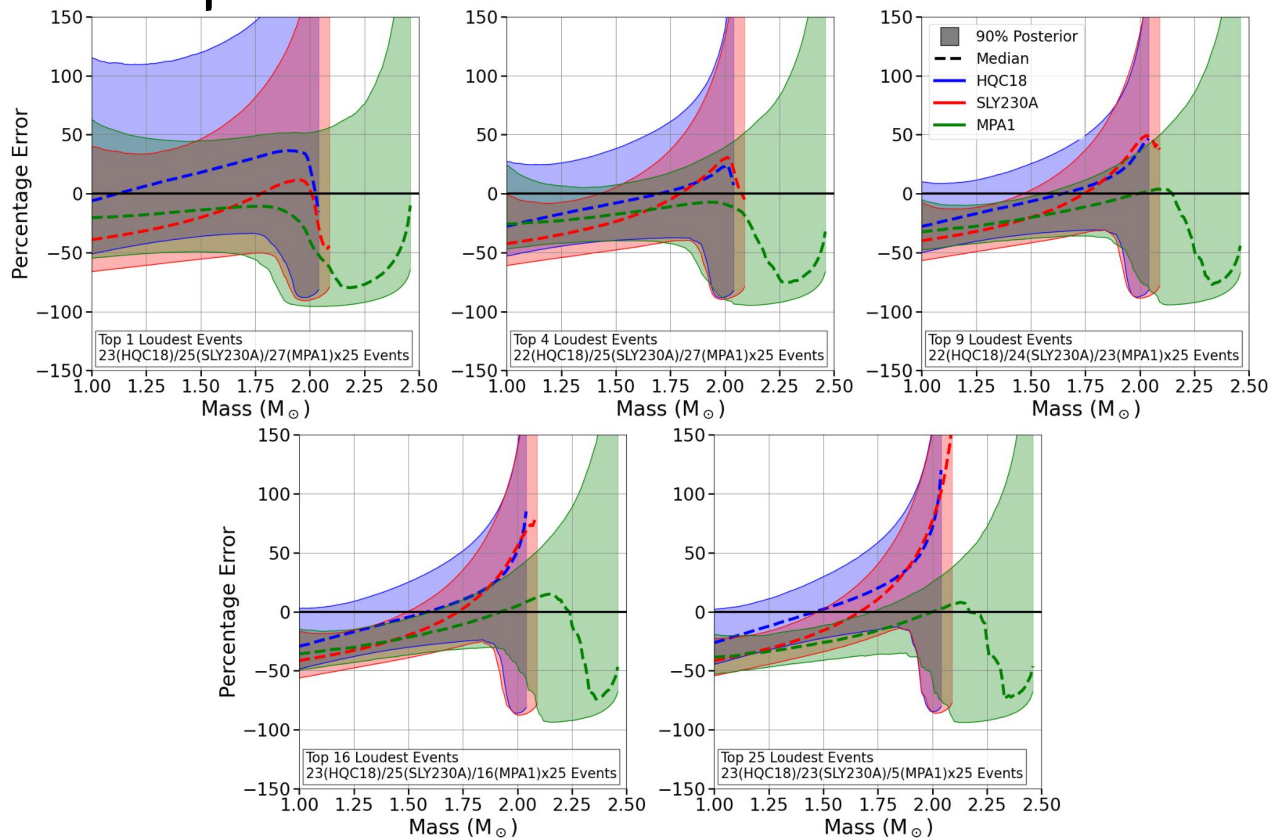 150
100
50
0
−50
−100
−150
Percentage Error
1.00 1.25 1.50 1.75 2.00 2.25 2.50
Mass (M⊙)
Top 1 Loudest Events
23(HQC18)/25(SLY230A)/27(MPA1)x25 Events
150
100
50
0
−50
−100
−150
1.00 1.25 1.50 1.75 2.00 2.25 2.50
Mass (M⊙)
Top 4 Loudest Events
22(HQC18)/25(SLY230A)/27(MPA1)x25 Events
150
100
50
0
−50
−100
−150
90% Posterior
Median
HQC18
SLY230A
MPA1
1.00 1.25 1.50 1.75 2.00 2.25 2.50
Mass (M⊙)
Top 9 Loudest Events
22(HQC18)/24(SLY230A)/23(MPA1)x25 Events
150
100
50
0
−50
−100
−150
Percentage Error
1.00 1.25 1.50 1.75 2.00 2.25 2.50
Mass (M⊙)
Top 16 Loudest Events
23(HQC18)/25(SLY230A)/16(MPA1)x25 Events
150
100
50
0
−50
−100
−150
1.00 1.25 1.50 1.75 2.00 2.25 2.50
Mass (M⊙)
Top 25 Loudest Events
23(HQC18)/23(SLY230A)/5(MPA1)x25 Events